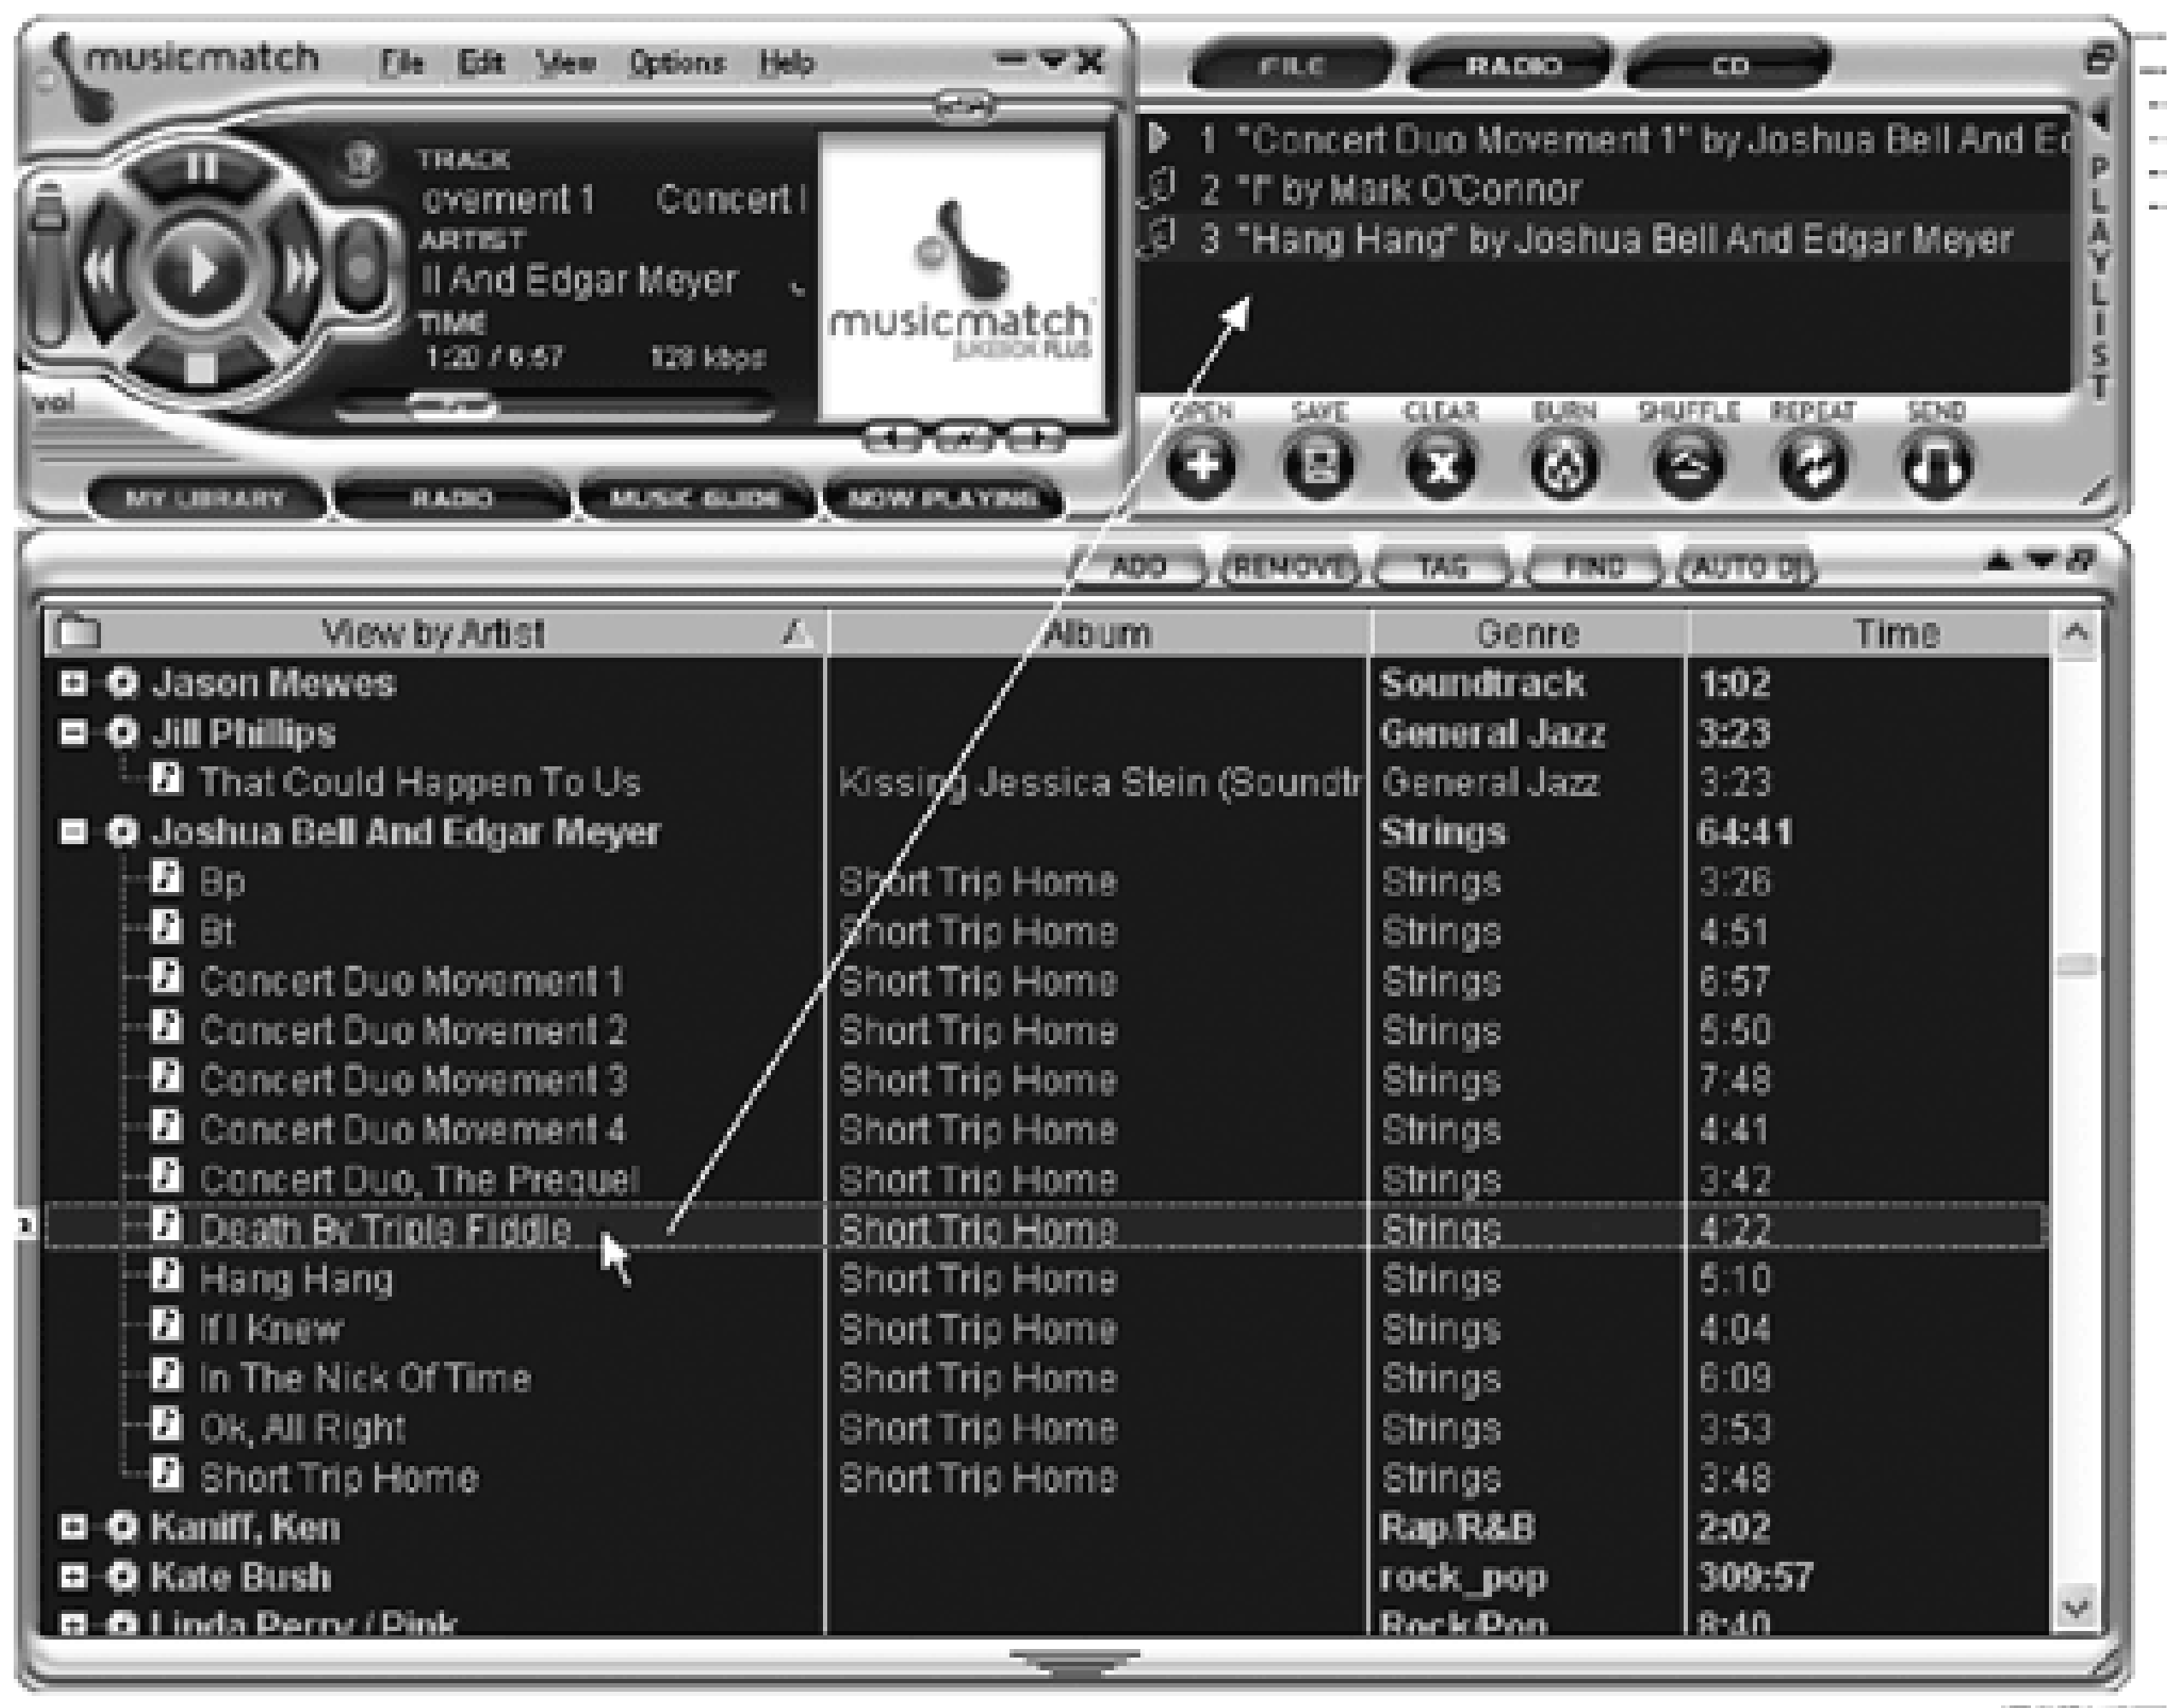 musicmatch File Edit View Options Help
FILE RADIO CD
TRACK
ovement 1 Concert
ARTIST
ll And Edgar Meyer
TIME
1:20 / 6:57 128 kbps
vol
musicmatch
JUKEBOX PLUS
MY LIBRARY RADIO MUSIC GUIDE NOW PLAYING
1 "Concert Duo Movement 1" by Joshua Bell And Ed
2 "I" by Mark O'Connor
3 "Hang Hang" by Joshua Bell And Edgar Meyer
PLAYLIST
OPEN SAVE CLEAR BURN SHUFFLE REPEAT SEND
ADD REMOVE TAG FIND AUTO DJ
View by Artist Album Genre Time
Jason Mewes Soundtrack 1:02
Jill Phillips General Jazz 3:23
That Could Happen To Us Kissing Jessica Stein (Soundtr General Jazz 3:23
Joshua Bell And Edgar Meyer Strings 64:41
Bp Short Trip Home Strings 3:26
Bt Short Trip Home Strings 4:51
Concert Duo Movement 1 Short Trip Home Strings 6:57
Concert Duo Movement 2 Short Trip Home Strings 5:50
Concert Duo Movement 3 Short Trip Home Strings 7:48
Concert Duo Movement 4 Short Trip Home Strings 4:41
Concert Duo, The Prequel Short Trip Home Strings 3:42
Death By Triple Fiddle Short Trip Home Strings 4:22
Hang Hang Short Trip Home Strings 5:10
If I Knew Short Trip Home Strings 4:04
In The Nick Of Time Short Trip Home Strings 6:09
Ok, All Right Short Trip Home Strings 3:53
Short Trip Home Short Trip Home Strings 3:48
Kaniff, Ken Rap/R&B 2:02
Kate Bush rock_pop 309:57
Linda Perry / Pink Rock/Pop 8:40